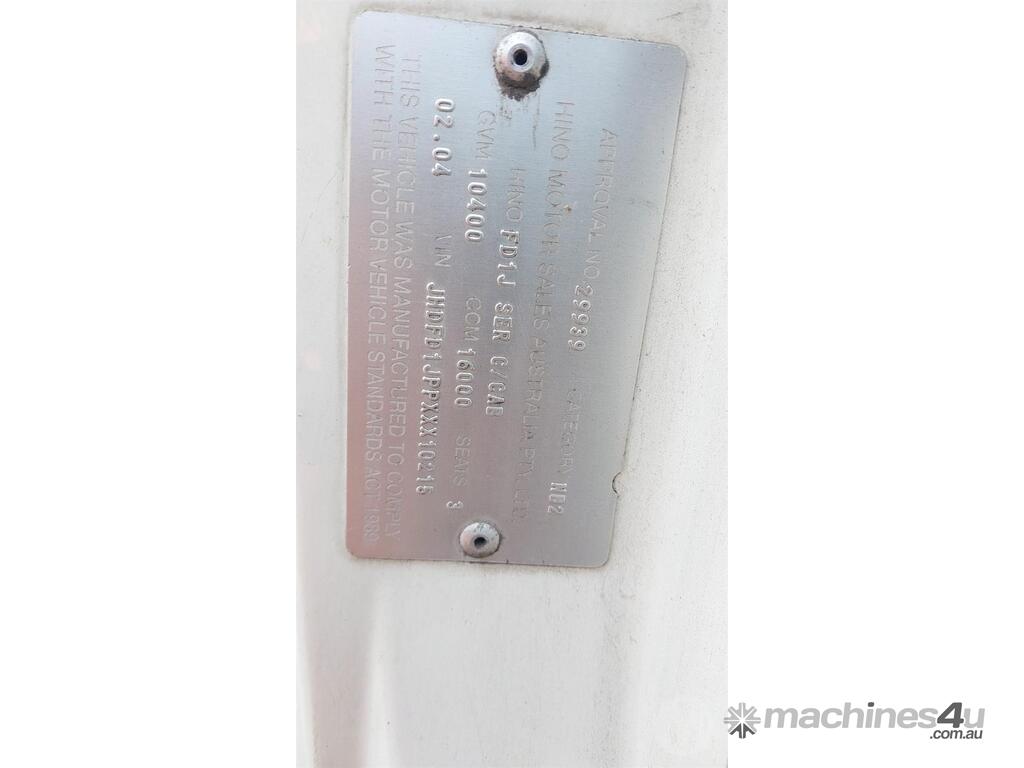 APPROVAL NO 29939 CATEGORY NB2
HINO MOTOR SALES AUSTRALIA PTY. LTD.
HINO FD1J SER C/CAB
GVM 10400 GCM 16000 SEATS 3
02.04 VIN JHDFD1JPPXXX10215
THIS VEHICLE WAS MANUFACTURED TO COMPLY
WITH THE MOTOR VEHICLE STANDARDS ACT 1989
machines4u
.com.au